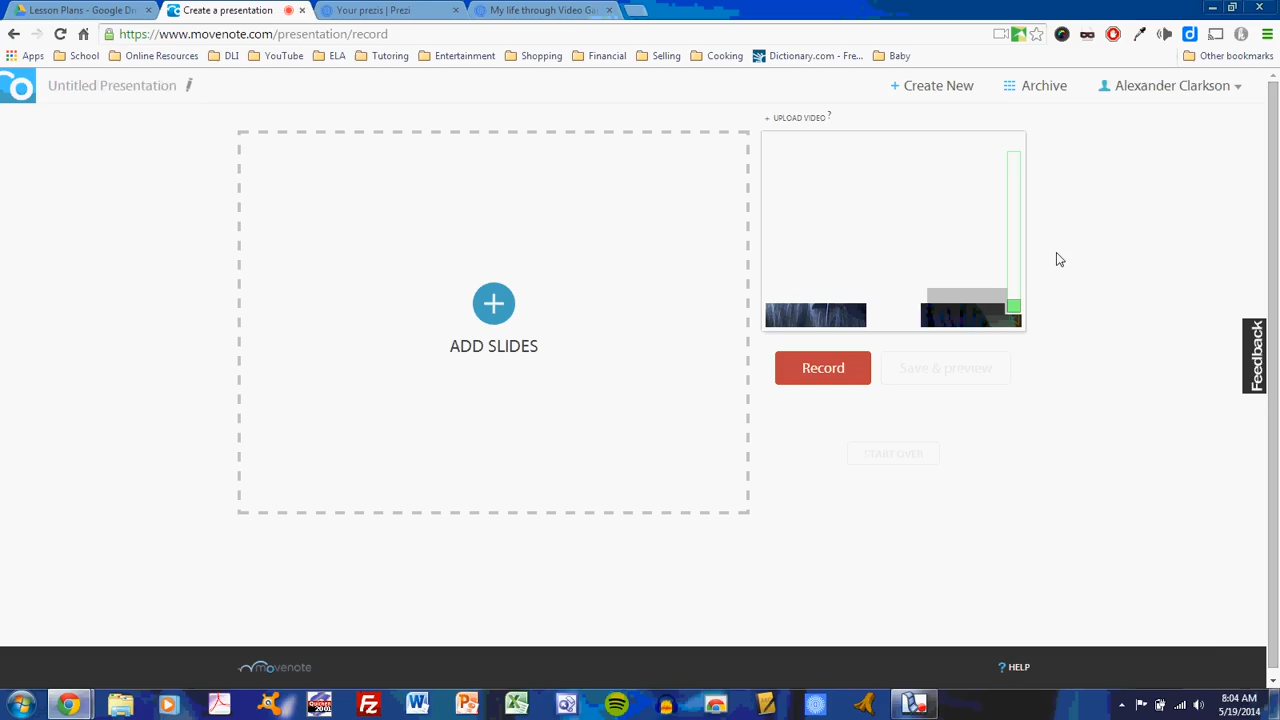 Lesson Plans - Google Dr
Create a presentation
Your prezis | Prezi
My life through Video Ga
https://www.movenote.com/presentation/record
Apps School Online Resources DLI YouTube ELA Tutoring Entertainment Shopping Financial Selling Cooking Dictionary.com - Fre... Baby Other bookmarks
Untitled Presentation
+ Create New Archive Alexander Clarkson
+ UPLOAD VIDEO ?
ADD SLIDES
Record Save & preview
START OVER
Feedback
movenote
? HELP
8:04 AM
5/19/2014